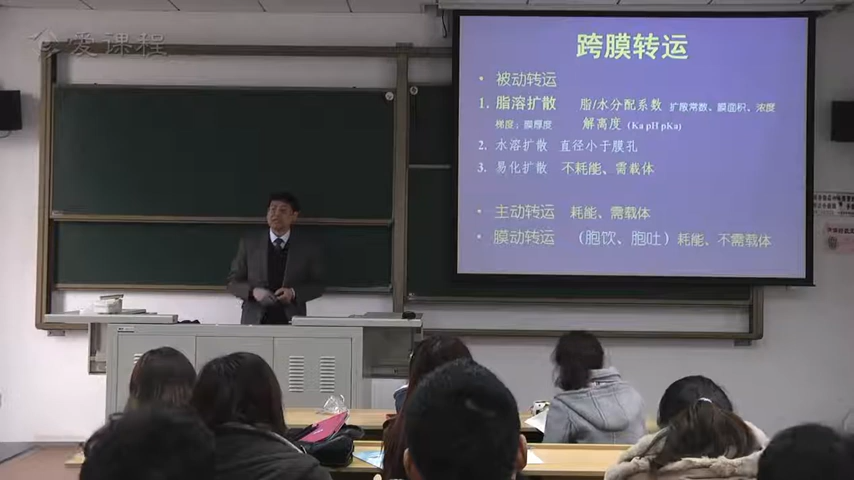 爱课程
跨膜转运
• 被动转运
1. 脂溶扩散 脂/水分配系数 扩散常数、膜面积、浓度
梯度；膜厚度 解离度（Ka pH pKa)
2. 水溶扩散 直径小于膜孔
3. 易化扩散 不耗能、需载体
• 主动转运 耗能、需载体
• 膜动转运 （胞饮、胞吐）耗能、不需载体